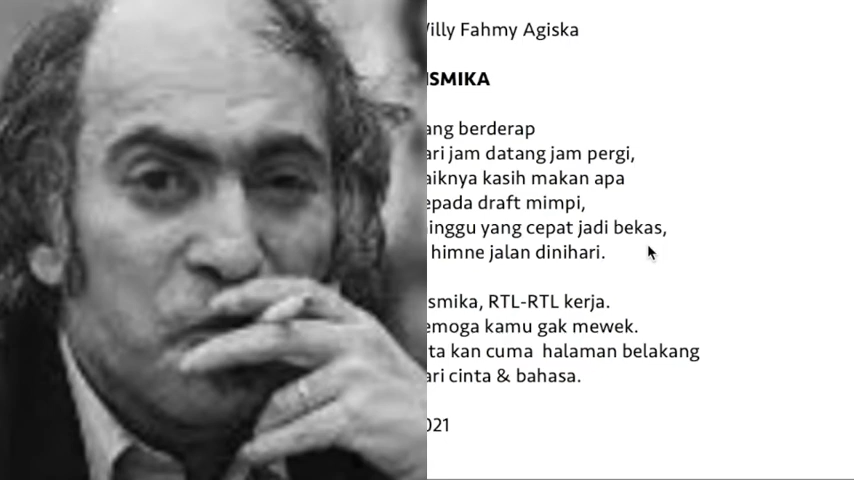 illy Fahmy Agiska
SMIKA
ang berderap
ari jam datang jam pergi,
aiknya kasih makan apa
epada draft mimpi,
inggu yang cepat jadi bekas,
himne jalan dinihari.
smika, RTL-RTL kerja.
emoga kamu gak mewek.
ta kan cuma halaman belakang
ari cinta & bahasa.
021